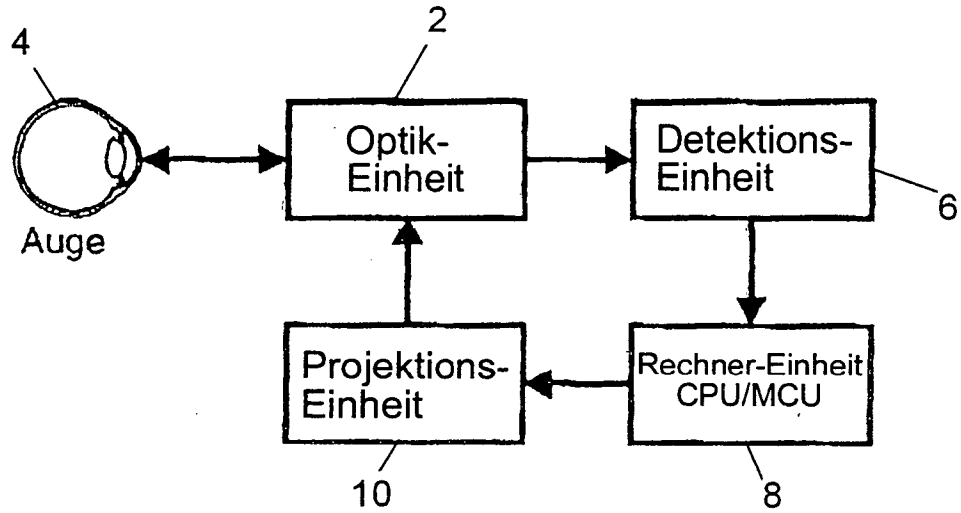 2
4
Optik-
Einheit
Detektions-
Einheit
6
Auge
Projektions-
Einheit
Rechner-Einheit
CPU/MCU
10
8